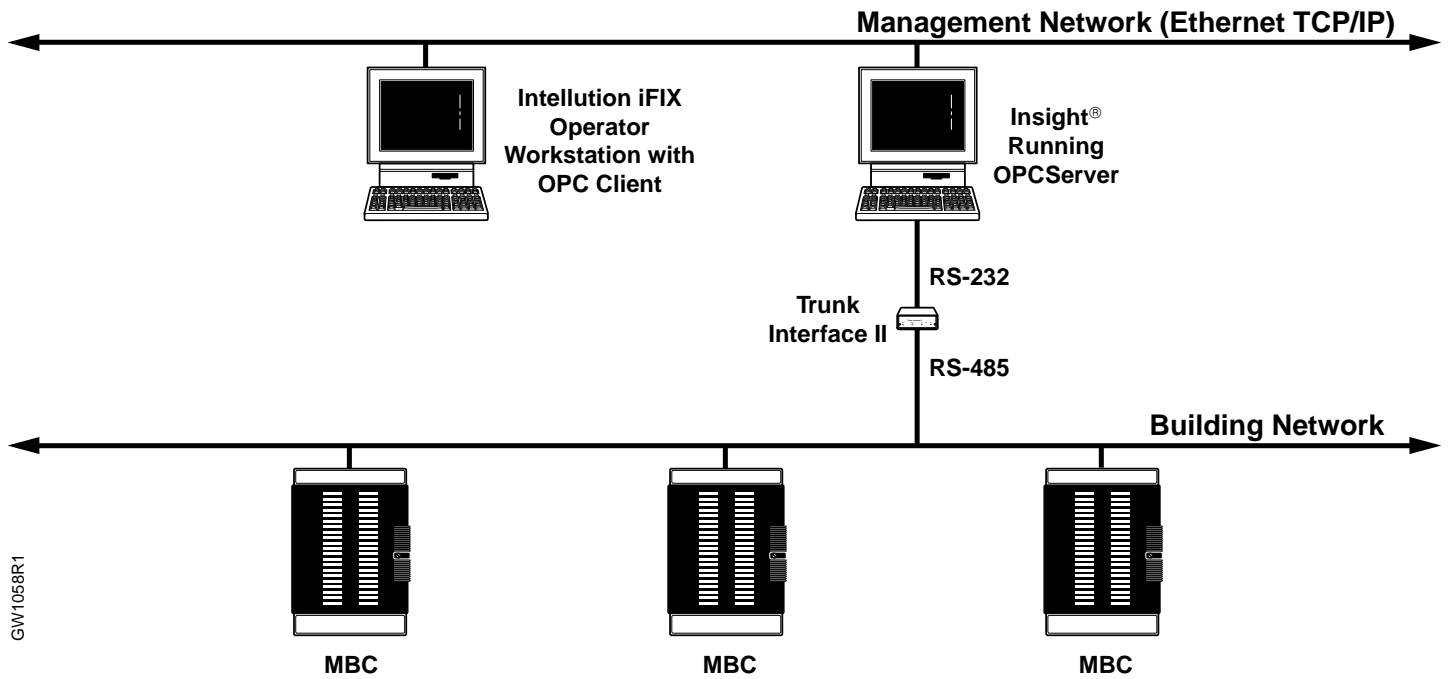 Management Network (Ethernet TCP/IP)
Intellution iFIX
Operator
Workstation with
OPC Client
Insight®
Running
OPCServer
RS-232
Trunk
Interface II
RS-485
Building Network
MBC
MBC
MBC
GW1058R1